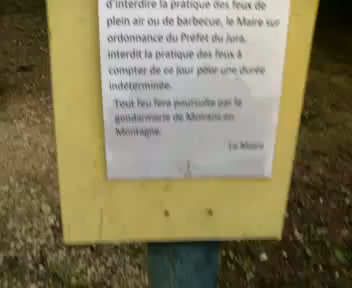 d'interdire la pratique des feux de
plein air ou de barbecue, le Maire sur
ordonnance du Préfet du Jura,
interdit la pratique des feux à
compter de ce jour pour une durée
indéterminée.
Tout feu fera poursuite par la
gendarmerie de Moirans en
Montagne.
Le Maire